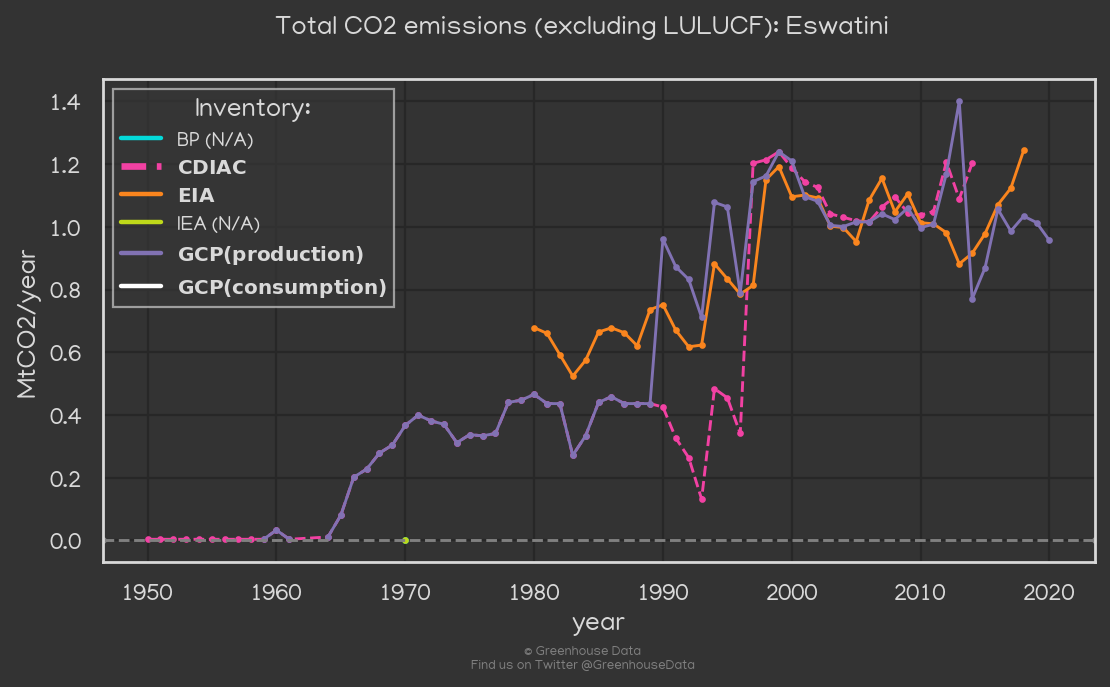 Total CO2 emissions (excluding LULUCF): Eswatini
Inventory:
BP (N/A)
CDIAC
EIA
IEA (N/A)
GCP(production)
GCP(consumption)
MtCO2/year
1.4
1.2
1.0
0.8
0.6
0.4
0.2
0.0
1950 1960 1970 1980 1990 2000 2010 2020
year
© Greenhouse Data
Find us on Twitter @GreenhouseData